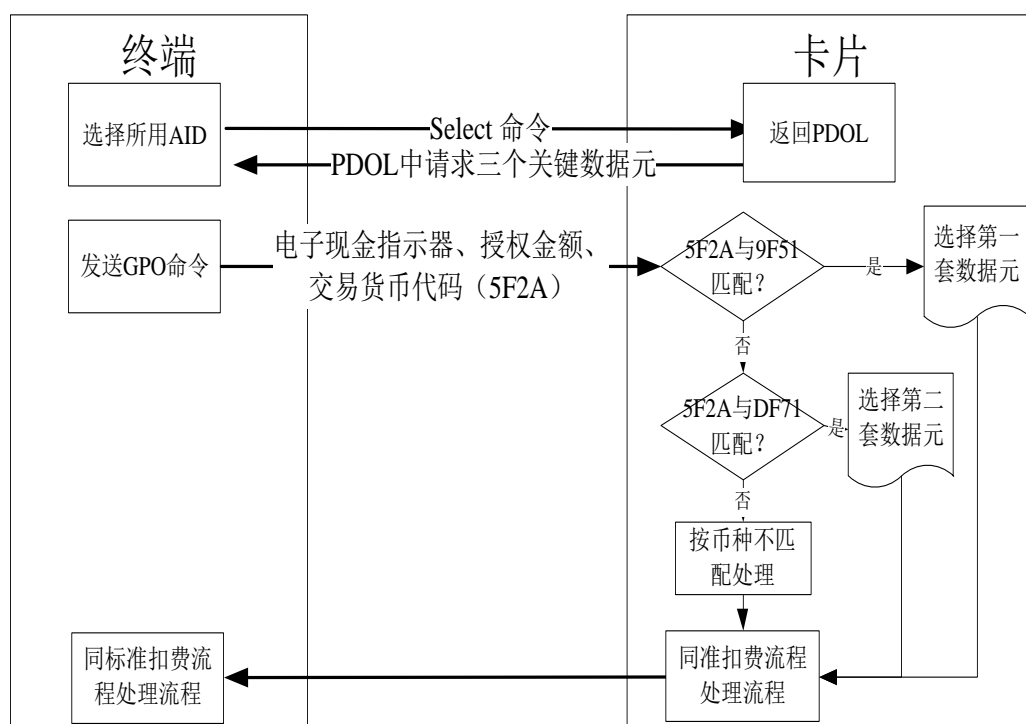 终端
卡片
选择所用AID
Select 命令
返回PDOL
PDOL中请求三个关键数据元
发送GPO命令
电子现金指示器、授权金额、
交易货币代码（5F2A）
5F2A与9F51
匹配？
是
选择第一
套数据元
否
5F2A与DF71
匹配？
是
选择第二
套数据元
否
按币种不匹
配处理
同标准扣费流
程处理流程
同准扣费流程
处理流程